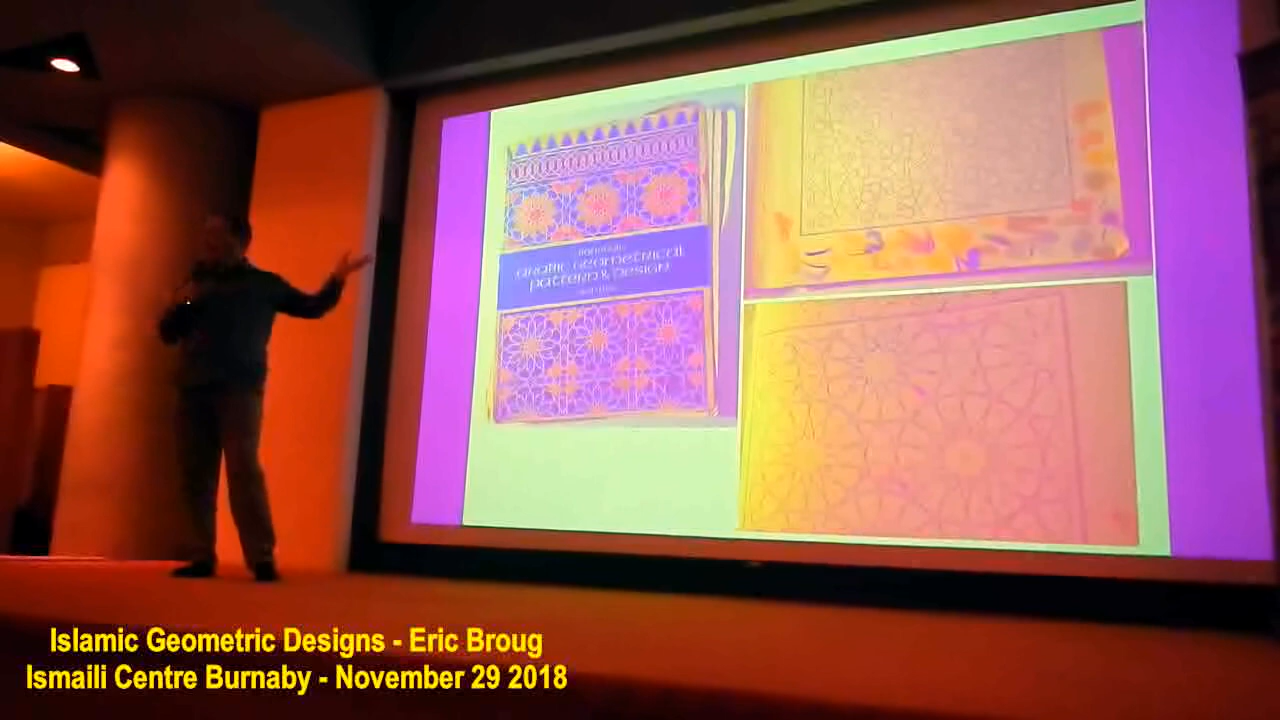 ARABIC GEOMETRICAL
PATTERN & DESIGN
Islamic Geometric Designs - Eric Broug
Ismaili Centre Burnaby - November 29 2018